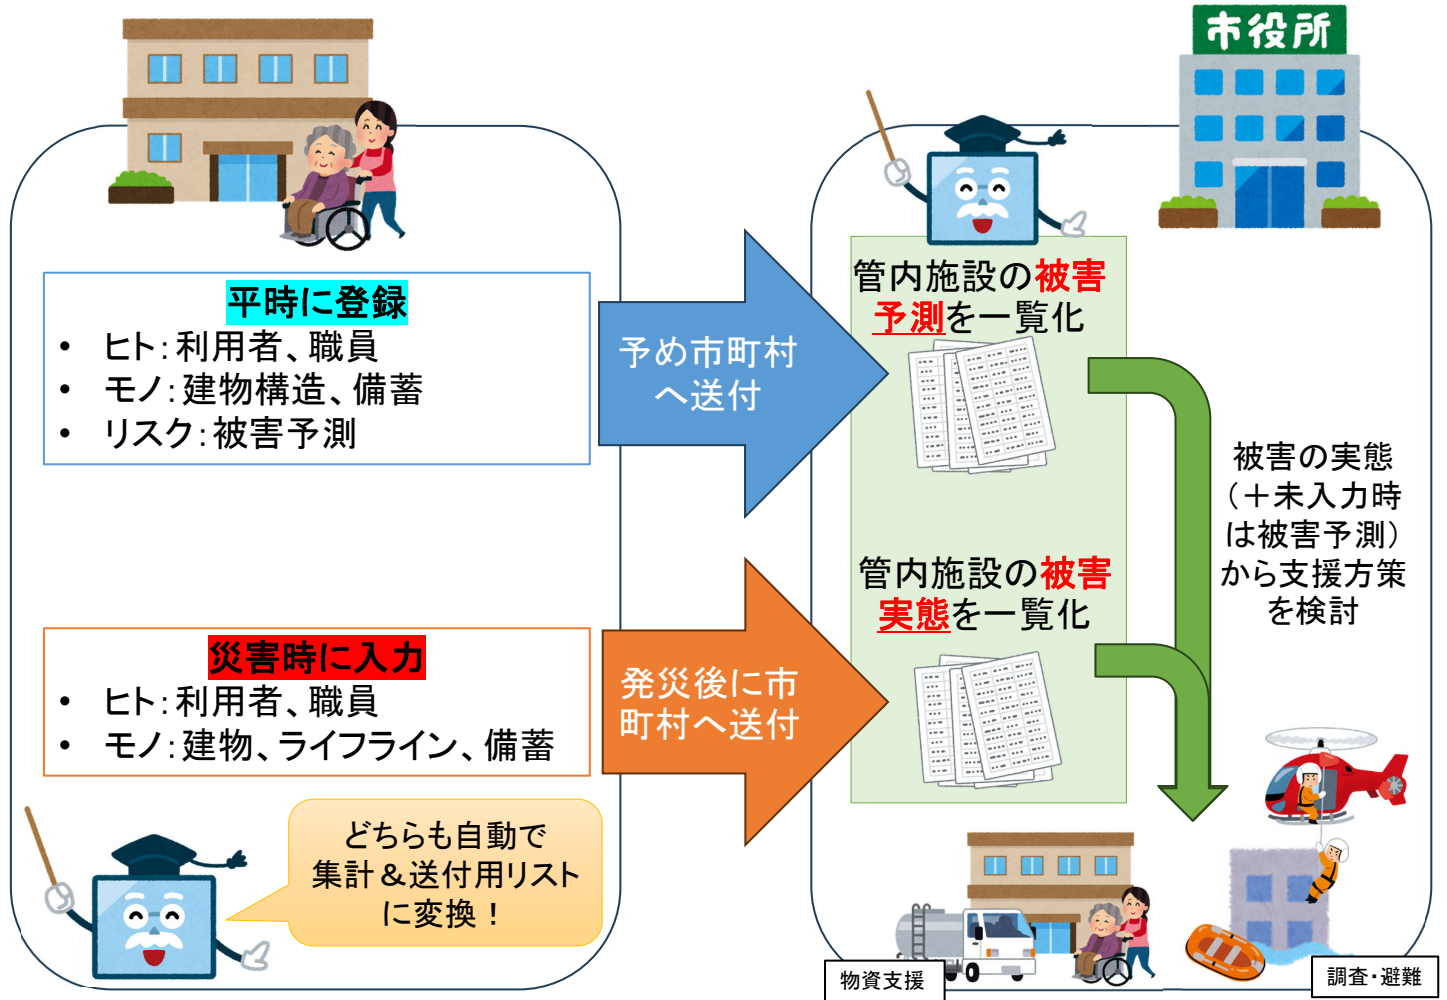 市役所
平時に登録
• ヒト：利用者、職員
• モノ：建物構造、備蓄
• リスク：被害予測
予め市町村
へ送付
管内施設の被害
予測を一覧化
被害の実態
（＋未入力時
は被害予測）
から支援方策
を検討
災害時に入力
• ヒト：利用者、職員
• モノ：建物、ライフライン、備蓄
発災後に市
町村へ送付
管内施設の被害
実態を一覧化
どちらも自動で
集計＆送付用リスト
に変換！
物資支援
調査・避難